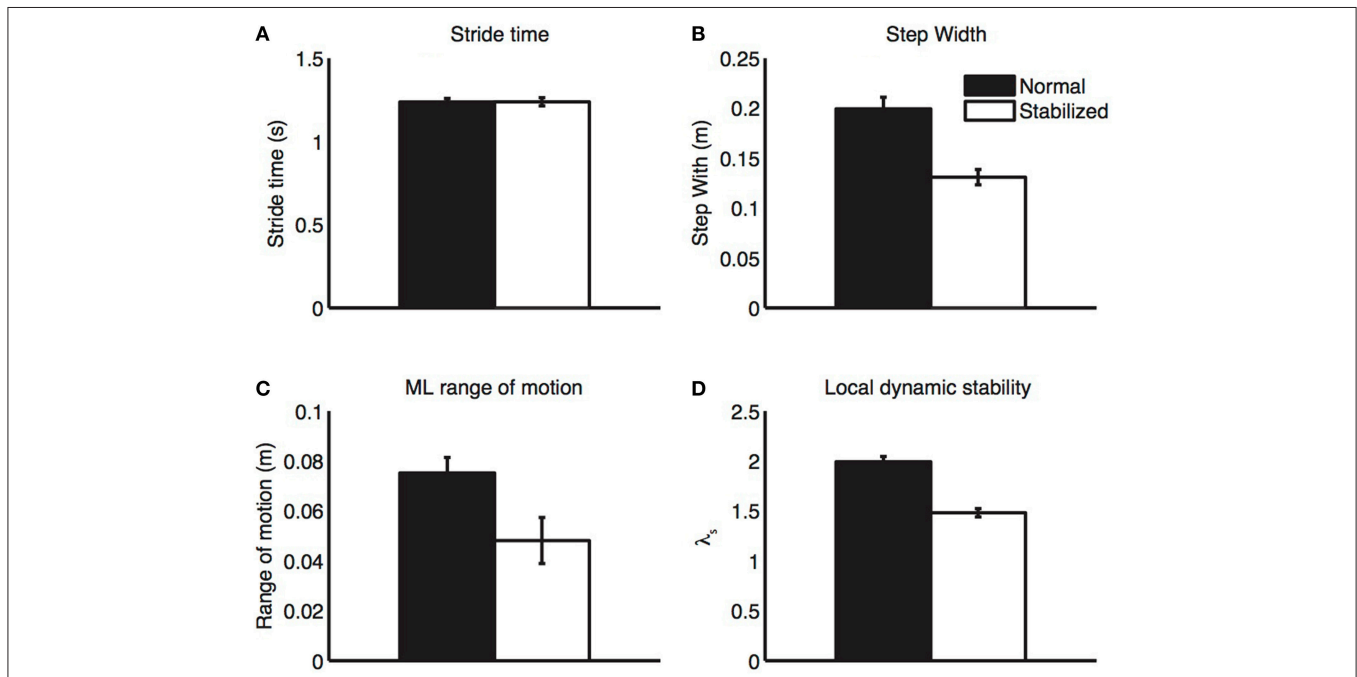 A
Stride time
1.5
1
0.5
0
Stride time (s)
B
Step Width
0.25
0.2
0.15
0.1
0.05
0
Step With (m)
Normal
Stabilized
C
ML range of motion
0.1
0.08
0.06
0.04
0.02
0
Range of motion (m)
D
Local dynamic stability
2.5
2
1.5
1
0.5
0
λs